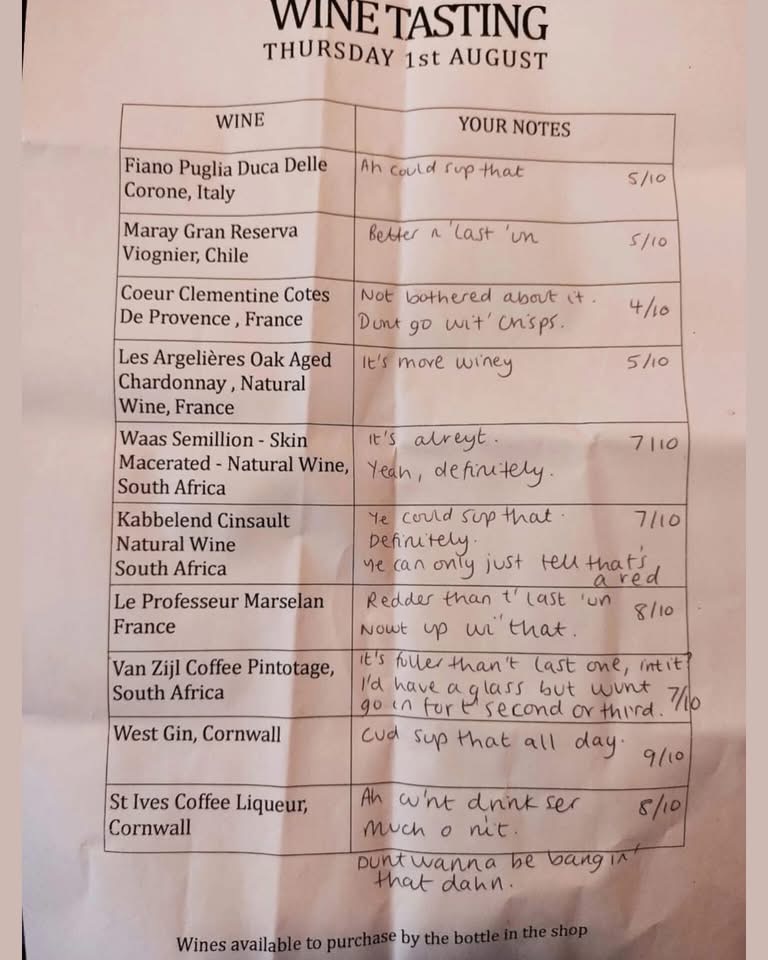 WINE TASTING
THURSDAY 1st AUGUST
WINE
YOUR NOTES
Fiano Puglia Duca Delle
Corone, Italy
Ah could sup that
5/10
Maray Gran Reserva
Viognier, Chile
Better n 'last 'un
5/10
Coeur Clementine Cotes
De Provence , France
Not bothered about it.
Dunt go wit' crisps.
4/10
Les Argelières Oak Aged
Chardonnay , Natural
Wine, France
It's more winey
5/10
Waas Semillion - Skin
Macerated - Natural Wine,
South Africa
It's alreyt.
Yeah, definitely.
7/10
Kabbelend Cinsault
Natural Wine
South Africa
Ye could sup that.
Definitely.
Ye can only just tell that's
a red
7/10
Le Professeur Marselan
France
Redder than t' last 'un
Nowt up wi' that.
8/10
Van Zijl Coffee Pintotage,
South Africa
It's fuller than't last one, int it?
I'd have a glass but wunt
go in for t' second or third.
7/10
West Gin, Cornwall
Cud sup that all day.
9/10
St Ives Coffee Liqueur,
Cornwall
Ah w'nt drink ser
much o nit.
8/10
Dunt wanna be bangin'
that dahn.
Wines available to purchase by the bottle in the shop